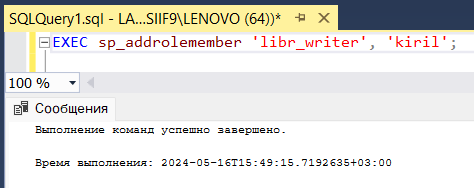 SQLQuery1.sql - LA...SIIF9\LENOVO (64))*
EXEC sp_addrolemember 'libr_writer', 'kiril';
100 %
Сообщения
Выполнение команд успешно завершено.
Время выполнения: 2024-05-16T15:49:15.7192635+03:00